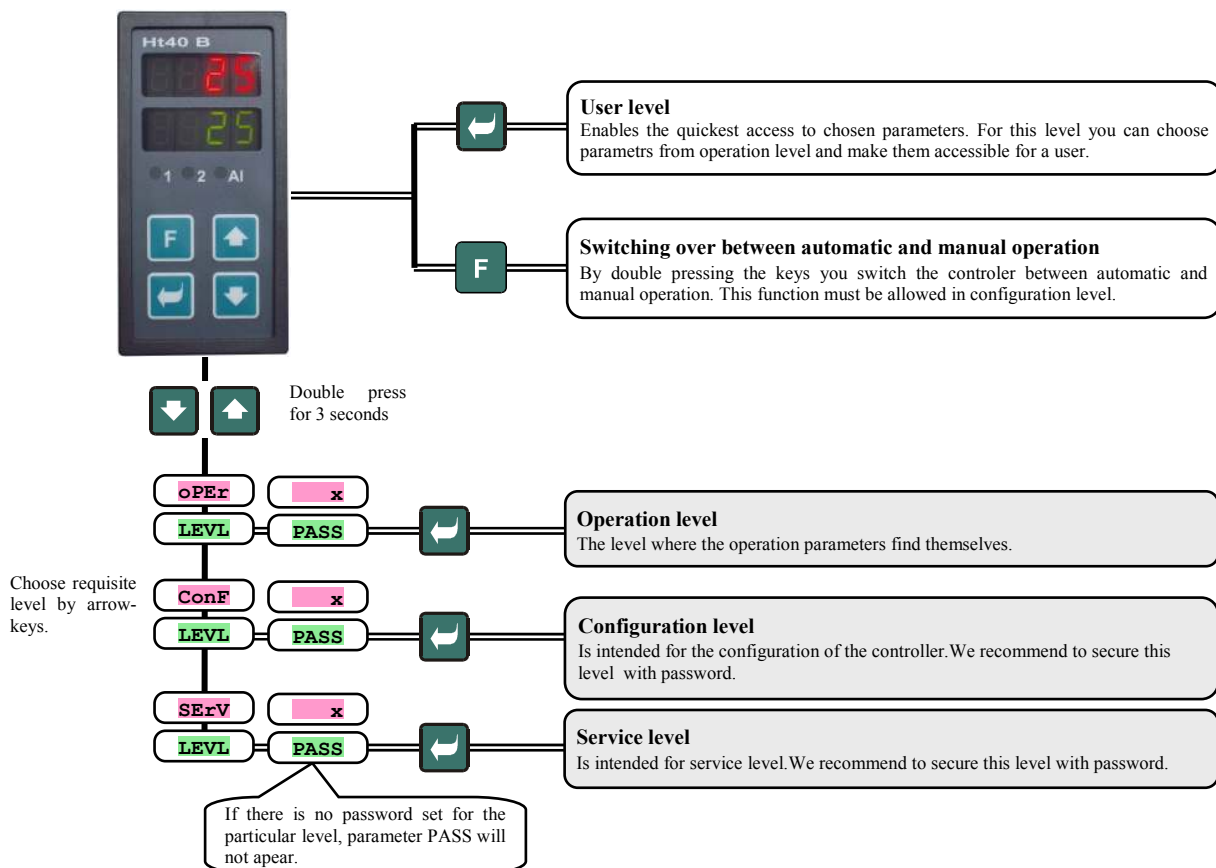 Ht40 B
25
25
1 2 Al
F
User level
Enables the quickest access to chosen parameters. For this level you can choose
parametrs from operation level and make them accessible for a user.
F
Switching over between automatic and manual operation
By double pressing the keys you switch the controler between automatic and
manual operation. This function must be allowed in configuration level.
Double press
for 3 seconds
oPEr x
LEVL PASS
Operation level
The level where the operation parameters find themselves.
Choose requisite
level by arrow-
keys.
ConF x
LEVL PASS
Configuration level
Is intended for the configuration of the controller.We recommend to secure this
level with password.
SErV x
LEVL PASS
Service level
Is intended for service level.We recommend to secure this level with password.
If there is no password set for the
particular level, parameter PASS will
not apear.